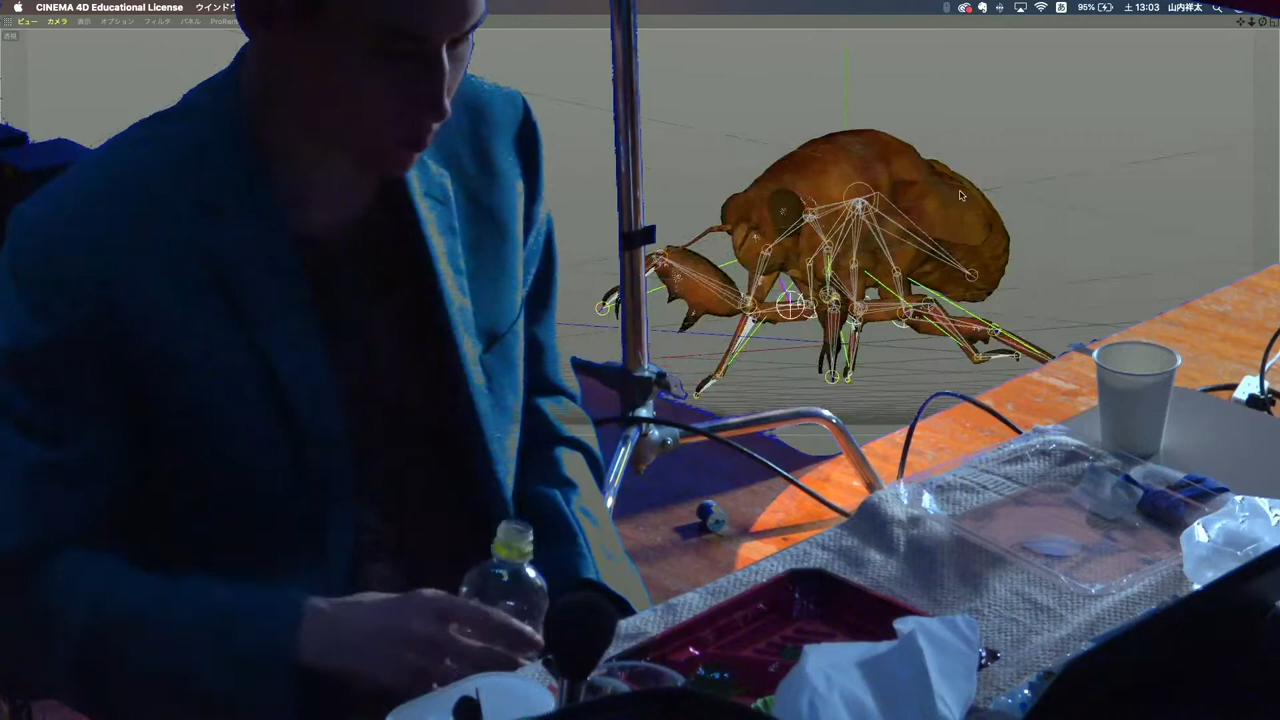 CINEMA 4D Educational License ウインドウ 95% 土 13:03 山内祥太
ビュー カメラ 表示 オプション フィルタ パネル ProRen
透視